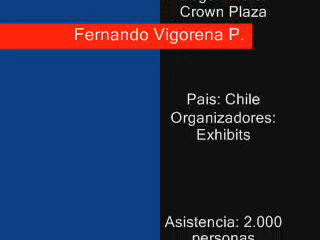 Crown Plaza
Fernando Vigorena P.
Pais: Chile
Organizadores:
Exhibits
Asistencia: 2.000
personas